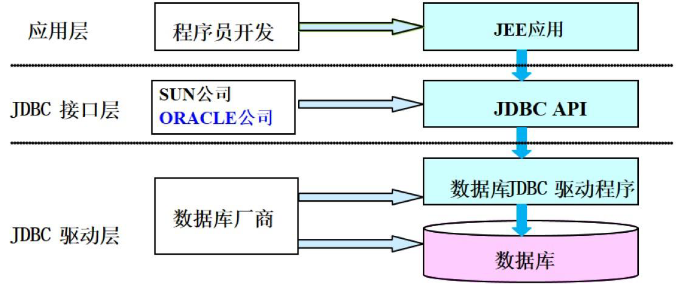 应用层
程序员开发
JEE应用
JDBC 接口层
SUN公司
ORACLE公司
JDBC API
JDBC 驱动层
数据库厂商
数据库JDBC 驱动程序
数据库